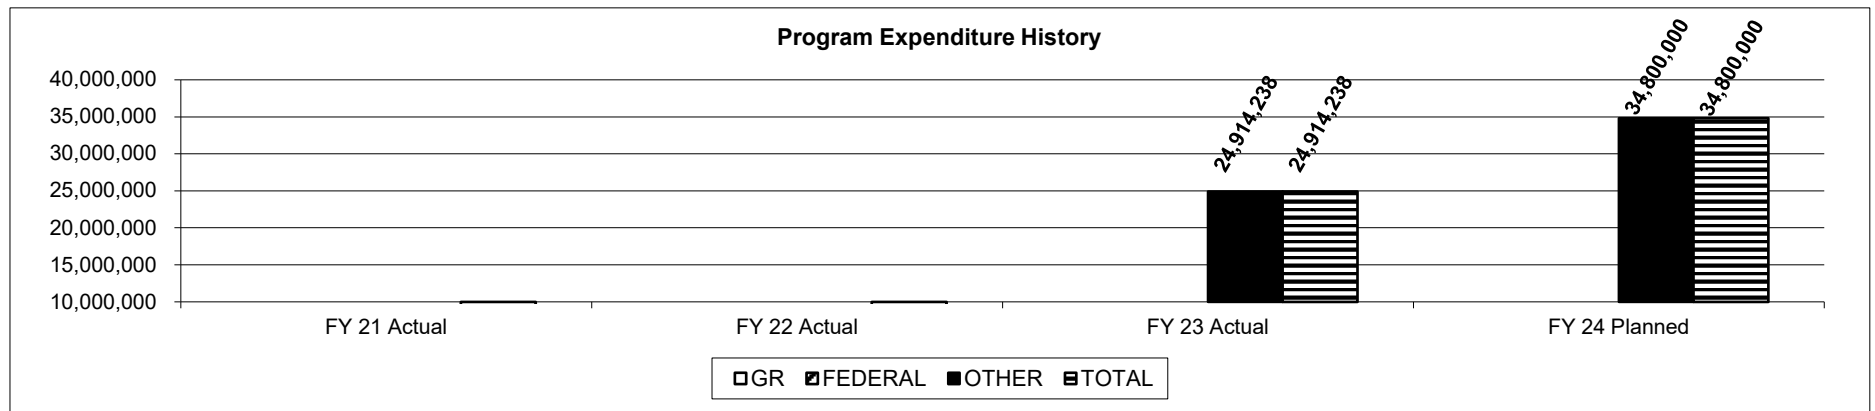 Program Expenditure History
40,000,000
35,000,000
30,000,000
25,000,000
20,000,000
15,000,000
10,000,000
24,914,238
24,914,238
34,800,000
34,800,000
FY 21 Actual
FY 22 Actual
FY 23 Actual
FY 24 Planned
GR FEDERAL OTHER TOTAL